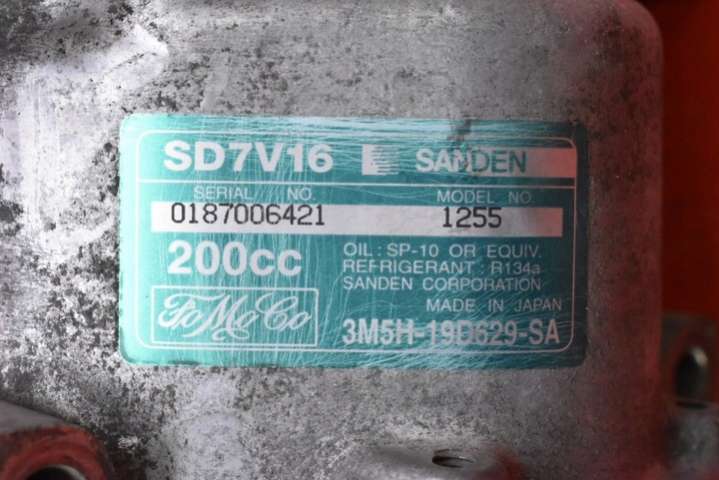 SD7V16 SANDEN
SERIAL NO. MODEL NO.
0187006421 1255
200cc
OIL : SP-10 OR EQUIV.
REFRIGERANT : R134a
SANDEN CORPORATION
MADE IN JAPAN
FoMoCo
3M5H-19D629-SA